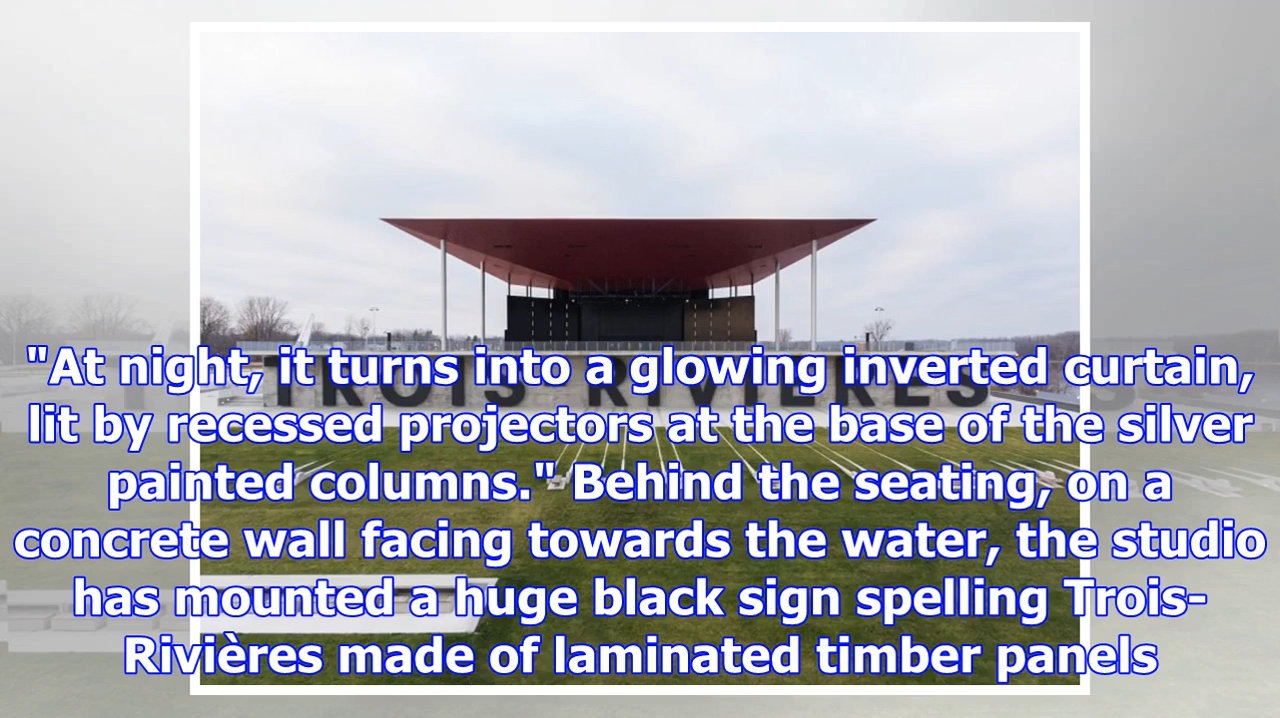 "At night, it turns into a glowing inverted curtain,
lit by recessed projectors at the base of the silver
painted columns." Behind the seating, on a
concrete wall facing towards the water, the studio
has mounted a huge black sign spelling Trois-
Rivières made of laminated timber panels
TROIS RIVIÈRES